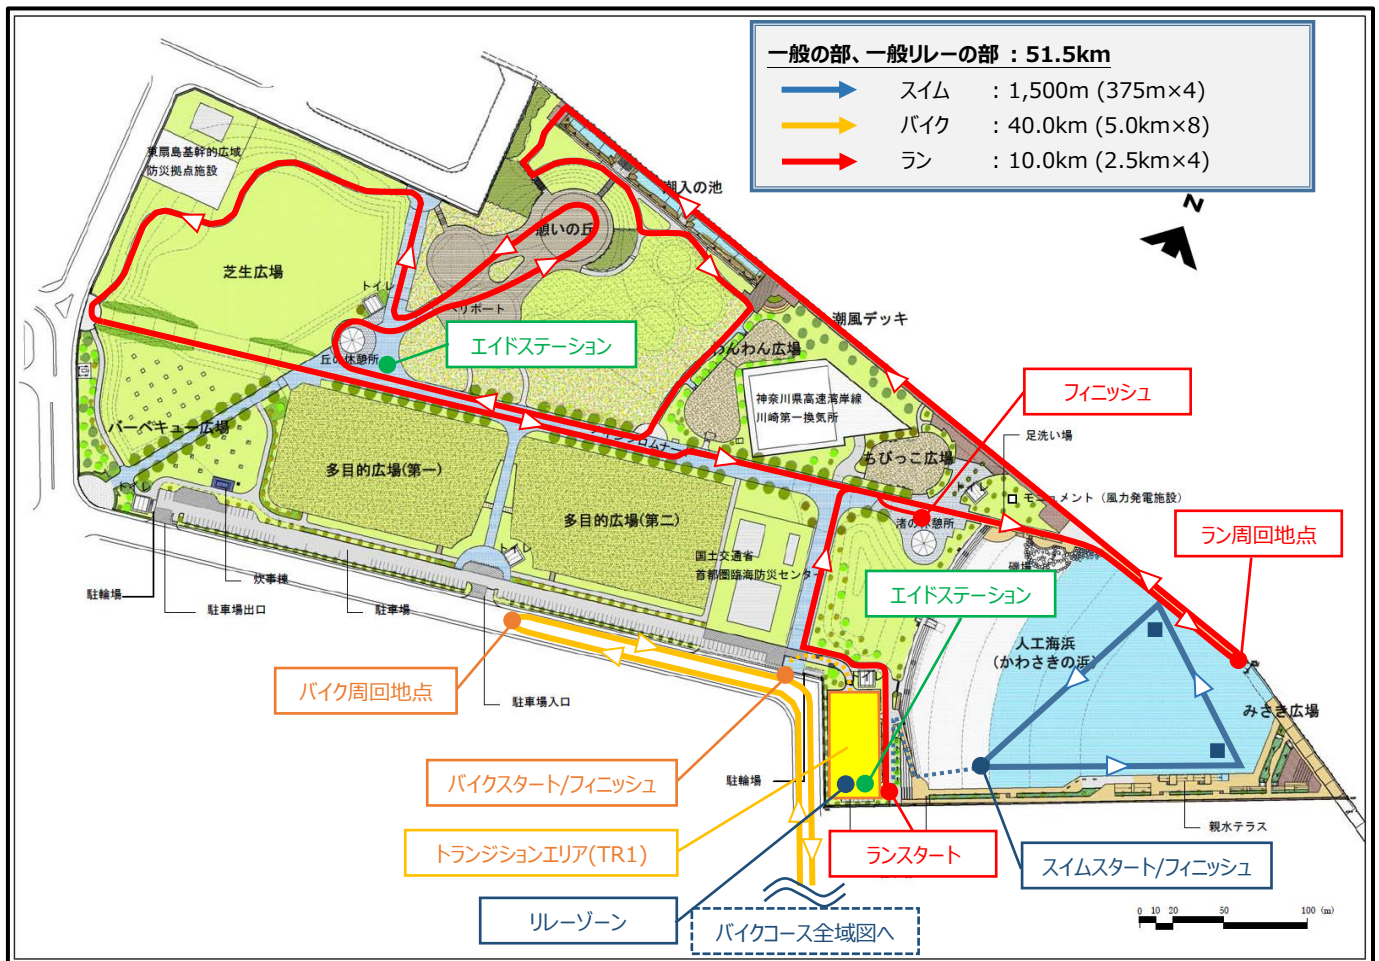 一般の部、一般リレーの部 : 51.5km
スイム : 1,500m (375m×4)
バイク : 40.0km (5.0km×8)
ラン : 10.0km (2.5km×4)
N
東扇島基幹的広域
防災拠点施設
潮入の池
憩いの丘
芝生広場
トイレ
ヘリポート
潮風デッキ
エイドステーション
丘の休憩所
わんわん広場
フィニッシュ
神奈川県高速湾岸線
川崎第一換気所
足洗い場
バーベキュー広場
ちびっこ広場
多目的広場(第一)
トイレ
モニュメント（風力発電施設）
トイレ
多目的広場(第二)
渚の休憩所
ラン周回地点
トイレ
国土交通省
首都圏臨海防災センター
磯場
炊事棟
エイドステーション
駐輪場
駐車場出口
駐車場
人工海浜
(かわさきの浜)
トイレ
バイク周回地点
駐車場入口
みさき広場
バイクスタート/フィニッシュ
駐輪場
親水テラス
トランジションエリア(TR1)
ランスタート
スイムスタート/フィニッシュ
リレーゾーン
バイクコース全域図へ
0 10 20 50 100 (m)